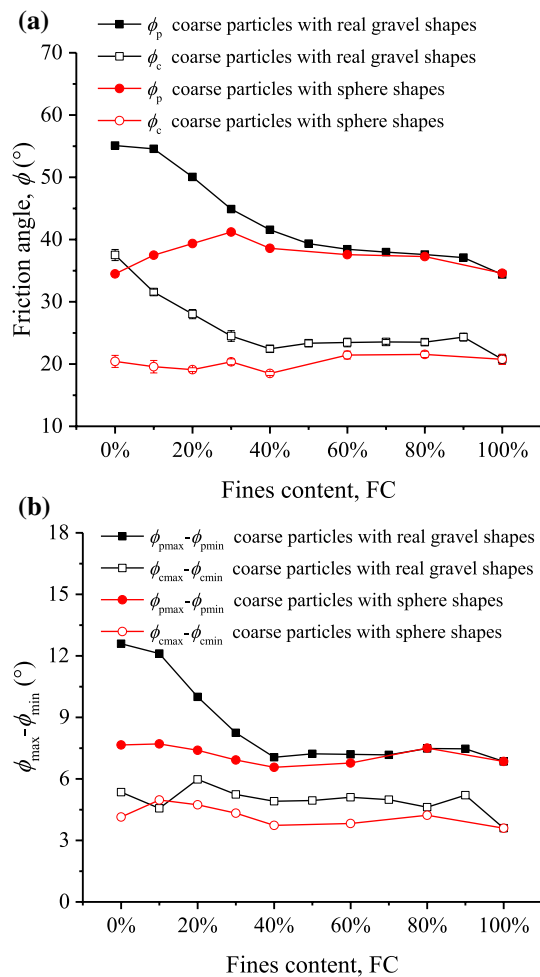 (a)
ϕp coarse particles with real gravel shapes
ϕc coarse particles with real gravel shapes
ϕp coarse particles with sphere shapes
ϕc coarse particles with sphere shapes
Friction angle, ϕ (°)
70
60
50
40
30
20
10
0% 20% 40% 60% 80% 100%
Fines content, FC
(b)
ϕpmax-ϕpmin coarse particles with real gravel shapes
ϕcmax-ϕcmin coarse particles with real gravel shapes
ϕpmax-ϕpmin coarse particles with sphere shapes
ϕcmax-ϕcmin coarse particles with sphere shapes
ϕmax-ϕmin (°)
18
15
12
9
6
3
0
0% 20% 40% 60% 80% 100%
Fines content, FC